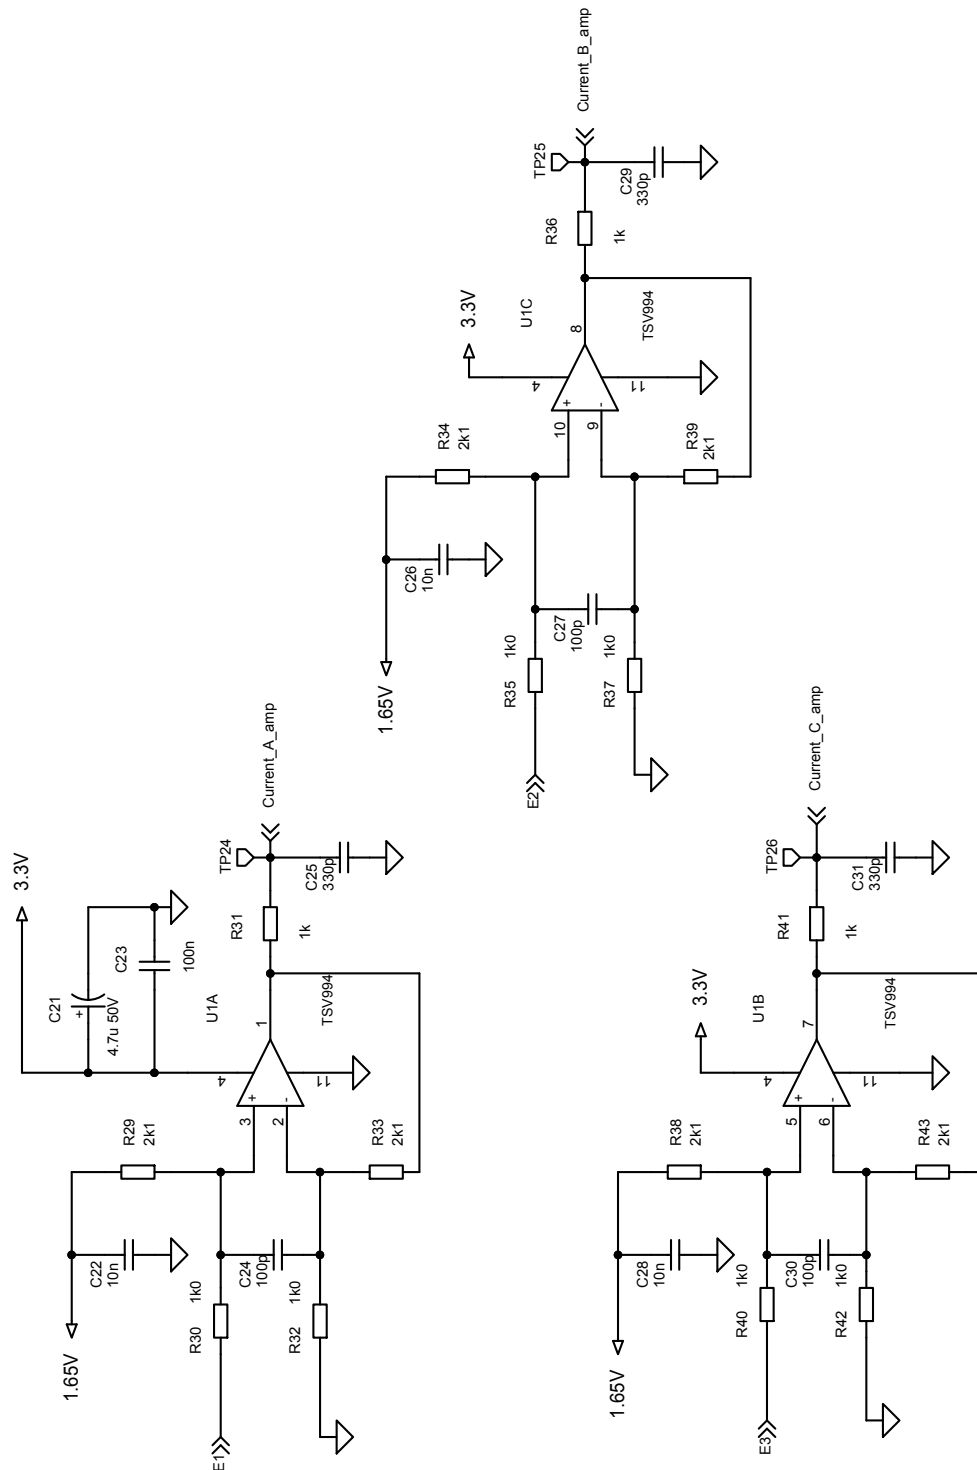 3.3V
C21
+
4.7u 50V
C23
100n
1.65V
C22
10n
R29
2k1
E1
R30
1k0
C24
100p
R32
1k0
3
2
+
-
4
11
1
U1A
TSV994
R33
2k1
R31
1k
TP24
C25
330p
Current_A_amp
1.65V
C26
10n
R34
2k1
3.3V
E2
R35
1k0
C27
100p
R37
1k0
10
9
+
-
4
11
8
U1C
TSV994
R39
2k1
R36
1k
TP25
C29
330p
Current_B_amp
1.65V
C28
10n
R38
2k1
3.3V
E3
R40
1k0
C30
100p
R42
1k0
5
6
+
-
4
11
7
U1B
TSV994
R43
2k1
R41
1k
TP26
C31
330p
Current_C_amp